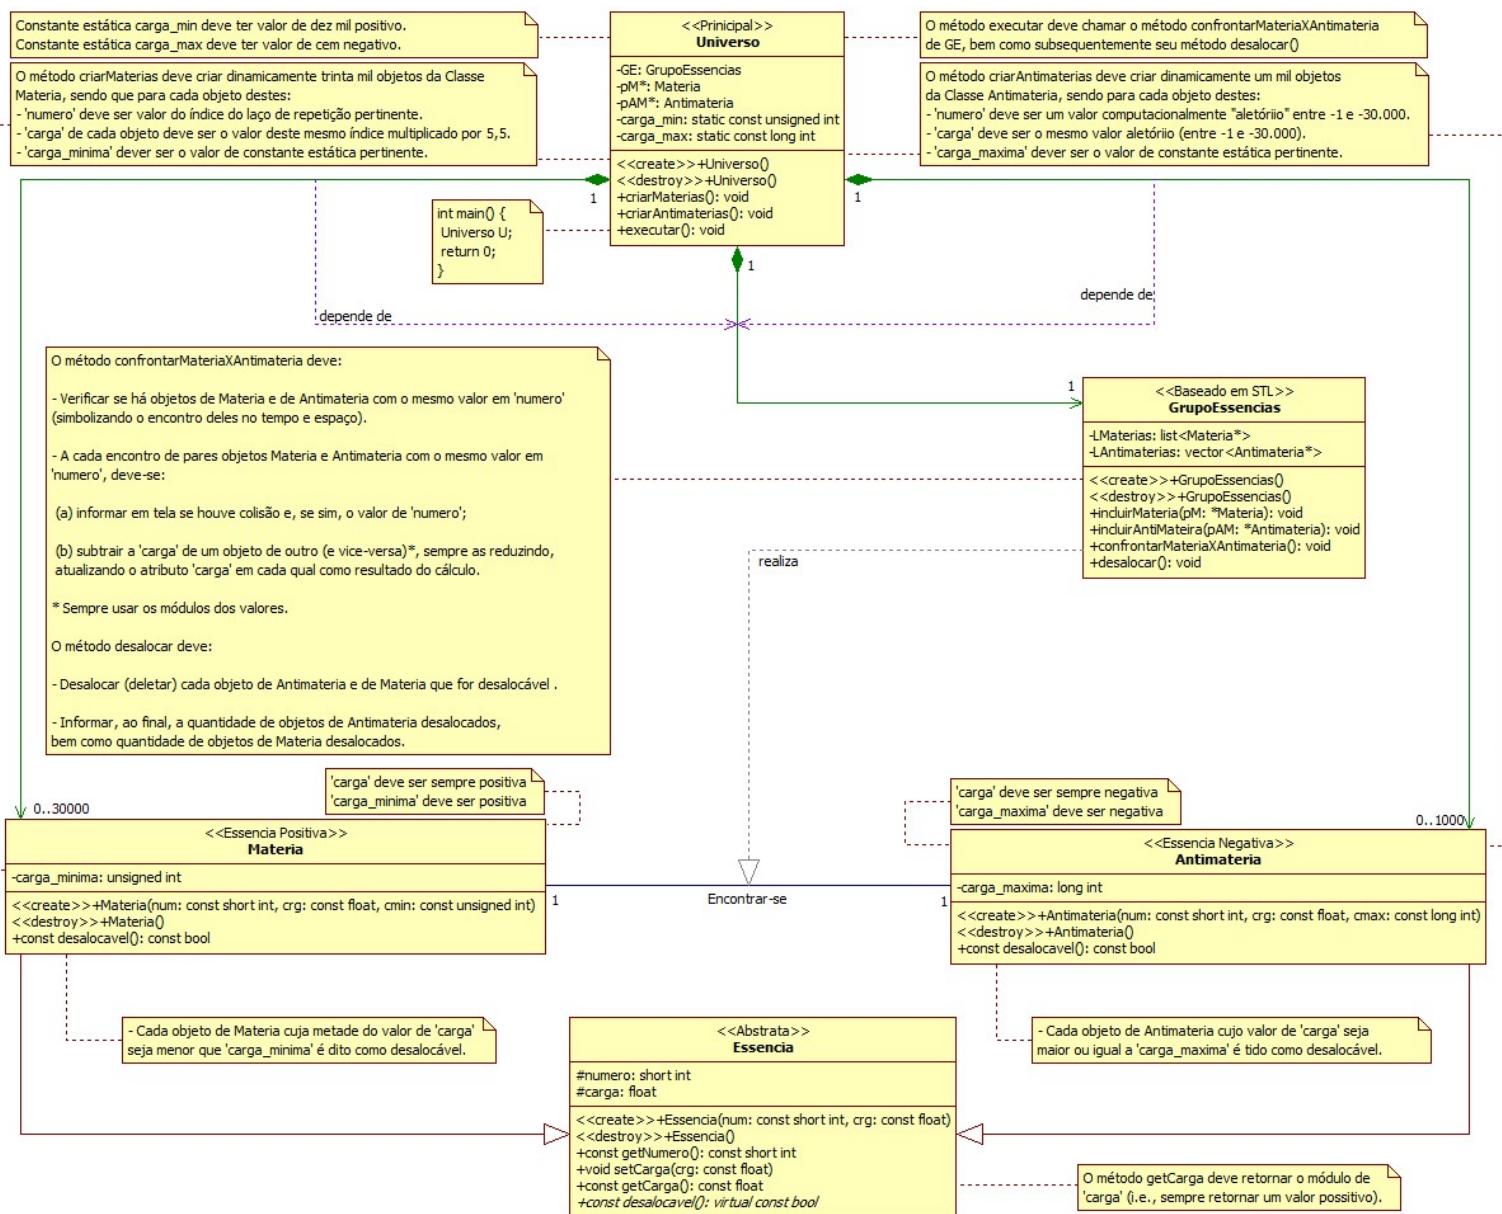 Constante estática carga_min deve ter valor de dez mil positivo.
Constante estática carga_max deve ter valor de cem negativo.
O método criarMaterias deve criar dinamicamente trinta mil objetos da Classe
Materia, sendo que para cada objeto destes:
- 'numero' deve ser valor do índice do laço de repetição pertinente.
- 'carga' de cada objeto deve ser o valor deste mesmo índice multiplicado por 5,5.
- 'carga_minima' dever ser o valor de constante estática pertinente.
<<Prinicipal>>
Universo
-GE: GrupoEssencias
-pM*: Materia
-pAM*: Antimateria
-carga_min: static const unsigned int
-carga_max: static const long int
<<create>>+Universo()
<<destroy>>+Universo()
+criarMaterias(): void
+criarAntimaterias(): void
+executar(): void
O método executar deve chamar o método confrontarMateriaXAntimateria
de GE, bem como subsequentemente seu método desalocar()
O método criarAntimaterias deve criar dinamicamente um mil objetos
da Classe Antimateria, sendo para cada objeto destes:
- 'numero' deve ser um valor computacionalmente "aletóriio" entre -1 e -30.000.
- 'carga' deve ser o mesmo valor aletóriio (entre -1 e -30.000).
- 'carga_maxima' dever ser o valor de constante estática pertinente.
1
1
1
int main() {
Universo U;
return 0;
}
depende de
depende de
O método confrontarMateriaXAntimateria deve:
- Verificar se há objetos de Materia e de Antimateria com o mesmo valor em 'numero'
(simbolizando o encontro deles no tempo e espaço).
- A cada encontro de pares objetos Materia e Antimateria com o mesmo valor em
'numero', deve-se:
(a) informar em tela se houve colisão e, se sim, o valor de 'numero';
(b) subtrair a 'carga' de um objeto de outro (e vice-versa)*, sempre as reduzindo,
atualizando o atributo 'carga' em cada qual como resultado do cálculo.
* Sempre usar os módulos dos valores.
O método desalocar deve:
- Desalocar (deletar) cada objeto de Antimateria e de Materia que for desalocável .
- Informar, ao final, a quantidade de objetos de Antimateria desalocados,
bem como quantidade de objetos de Materia desalocados.
1
<<Baseado em STL>>
GrupoEssencias
-LMaterias: list<Materia*>
-LAntimaterias: vector<Antimateria*>
<<create>>+GrupoEssencias()
<<destroy>>+GrupoEssencias()
+incluirMateria(pM: *Materia): void
+incluirAntiMateira(pAM: *Antimateria): void
+confrontarMateriaXAntimateria(): void
+desalocar(): void
realiza
'carga' deve ser sempre positiva
'carga_minima' deve ser positiva
'carga' deve ser sempre negativa
'carga_maxima' deve ser negativa
0..30000
0..1000
<<Essencia Positiva>>
Materia
-carga_minima: unsigned int
<<create>>+Materia(num: const short int, crg: const float, cmin: const unsigned int)
<<destroy>>+Materia()
+const desalocavel(): const bool
1
Encontrar-se
1
<<Essencia Negativa>>
Antimateria
-carga_maxima: long int
<<create>>+Antimateria(num: const short int, crg: const float, cmax: const long int)
<<destroy>>+Antimateria()
+const desalocavel(): const bool
- Cada objeto de Materia cuja metade do valor de 'carga'
seja menor que 'carga_minima' é dito como desalocável.
- Cada objeto de Antimateria cujo valor de 'carga' seja
maior ou igual a 'carga_maxima' é tido como desalocável.
<<Abstrata>>
Essencia
#numero: short int
#carga: float
<<create>>+Essencia(num: const short int, crg: const float)
<<destroy>>+Essencia()
+const getNumero(): const short int
+void setCarga(crg: const float)
+const getCarga(): const float
+const desalocavel(): virtual const bool
O método getCarga deve retornar o módulo de
'carga' (i.e., sempre retornar um valor possitivo).